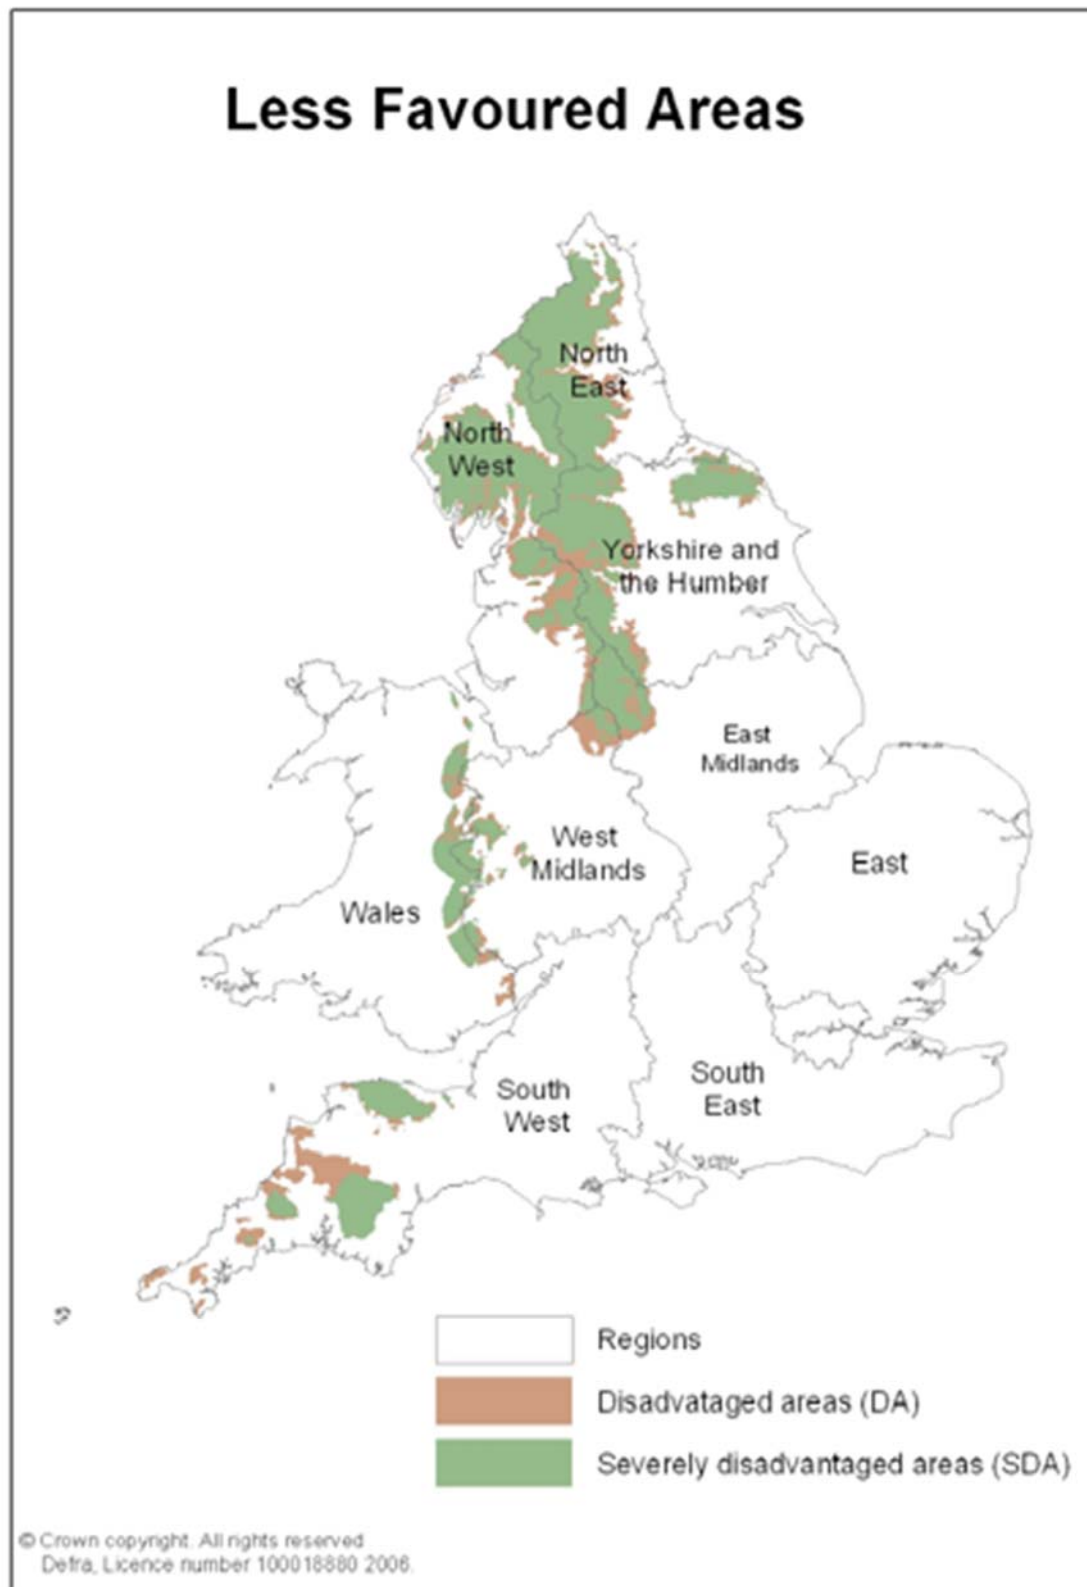 Less Favoured Areas
North
East
North
West
Yorkshire and
the Humber
East
Midlands
West
Midlands
East
Wales
South
West
South
East
Regions
Disadvataged areas (DA)
Severely disadvantaged areas (SDA)
© Crown copyright. All rights reserved
Defra, Licence number 100018880 2006.